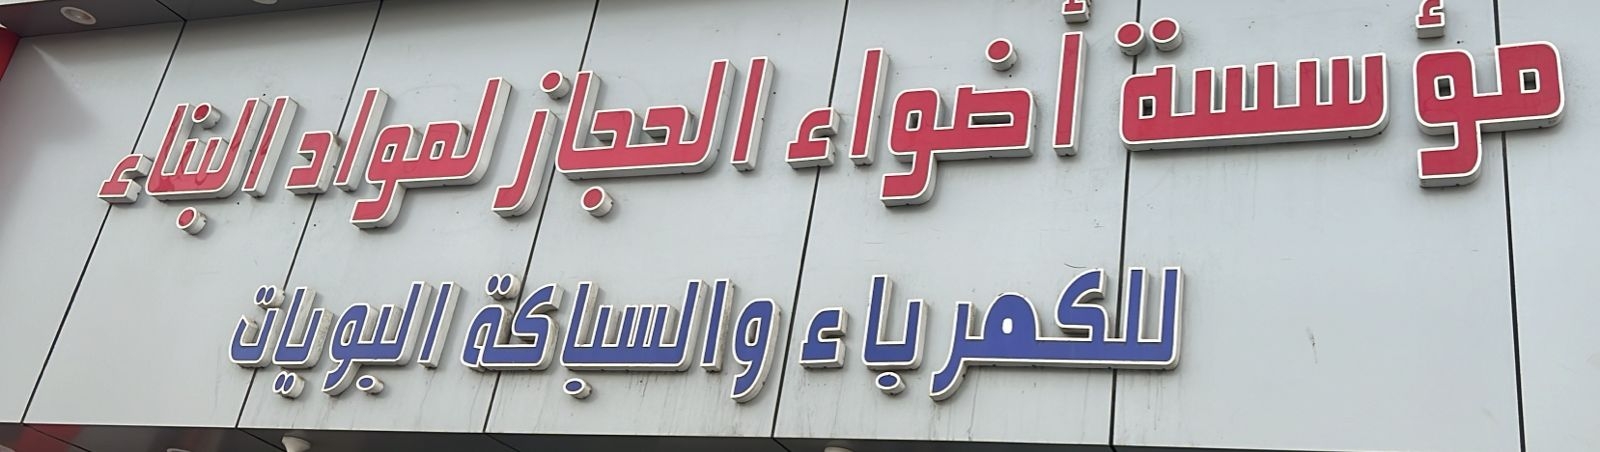 مؤسسة أضواء الحجاز لمواد البناء
للكهرباء والسباكة البويات